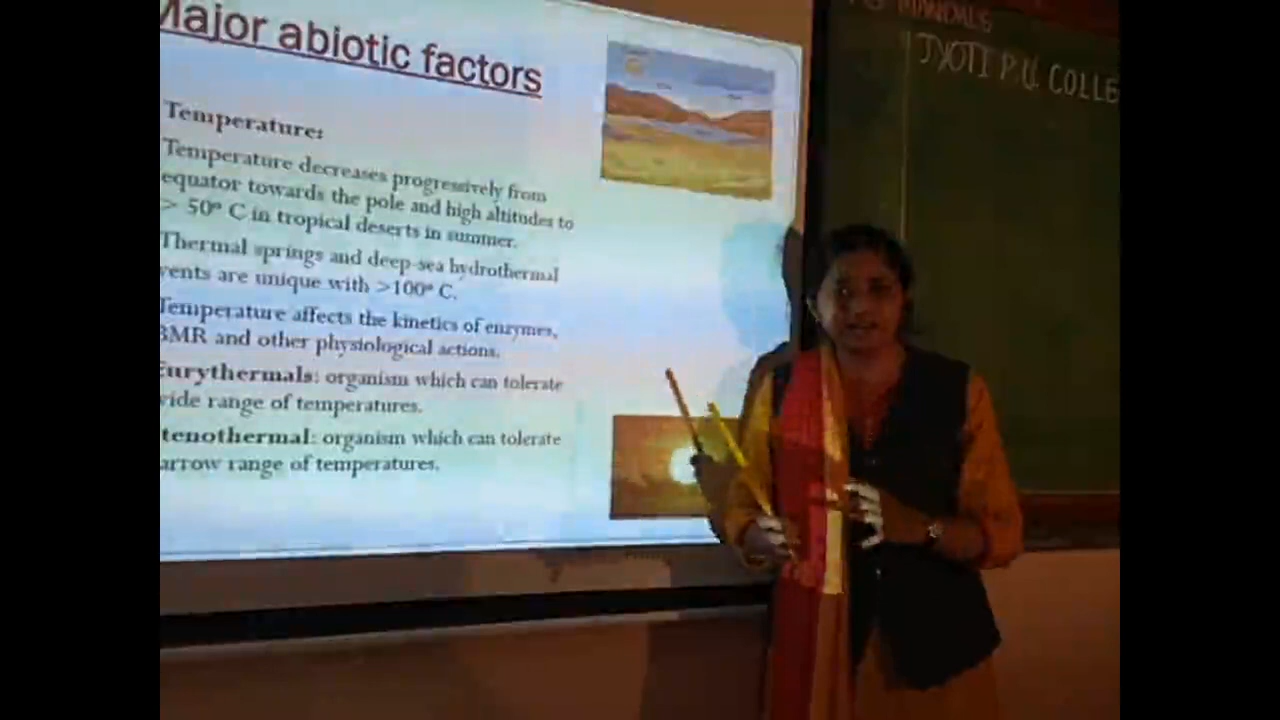 Major abiotic factors
Temperature:
Temperature decreases progressively from
equator towards the pole and high altitudes to
> 50° C in tropical deserts in summer.
Thermal springs and deep-sea hydrothermal
vents are unique with >100° C.
Temperature affects the kinetics of enzymes,
BMR and other physiological actions.
Eurythermals: organism which can tolerate
wide range of temperatures.
tenothermal: organism which can tolerate
arrow range of temperatures.
MANDAL'S
JYOTI P.U. COLLE